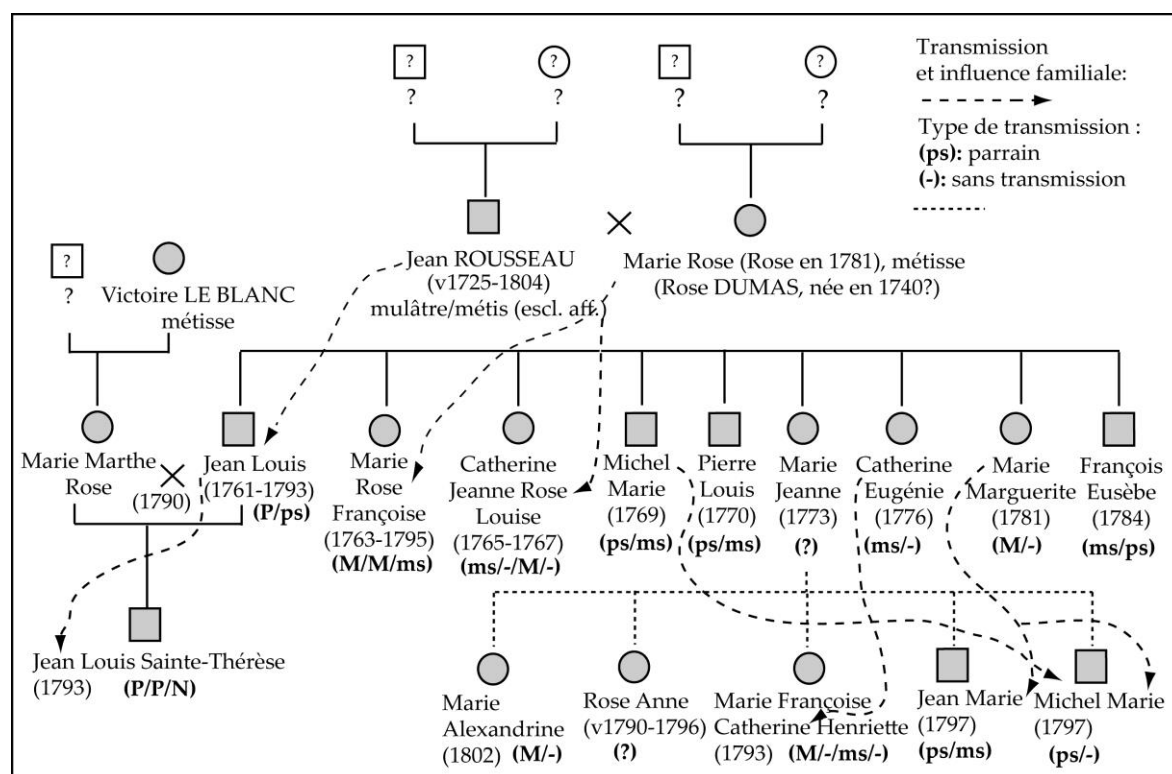 ? ? ? ?
? ? ? ?
Transmission
et influence familiale:
Type de transmission :
(ps): parrain
(-): sans transmission
?
?
Victoire LE BLANC
métisse
Jean ROUSSEAU
(v1725-1804)
mulâtre/métis (escl. aff.)
Marie Rose (Rose en 1781), métisse
(Rose DUMAS, née en 1740?)
Marie Marthe
Rose
(1790)
Jean Louis
(1761-1793)
(P/ps)
Marie
Rose
Françoise
(1763-1795)
(M/M/ms)
Catherine
Jeanne Rose
Louise
(1765-1767)
(ms/-/M/-)
Michel
Marie
(1769)
(ps/ms)
Pierre
Louis
(1770)
(ps/ms)
Marie
Jeanne
(1773)
(?)
Catherine
Eugénie
(1776)
(ms/-)
Marie
Marguerite
(1781)
(M/-)
François
Eusèbe
(1784)
(ms/ps)
Jean Louis Sainte-Thérèse
(1793) (P/P/N)
Marie
Alexandrine
(1802) (M/-)
Rose Anne
(v1790-1796)
(?)
Marie Françoise
Catherine Henriette
(1793) (M/-/ms/-)
Jean Marie
(1797)
(ps/ms)
Michel Marie
(1797)
(ps/-)